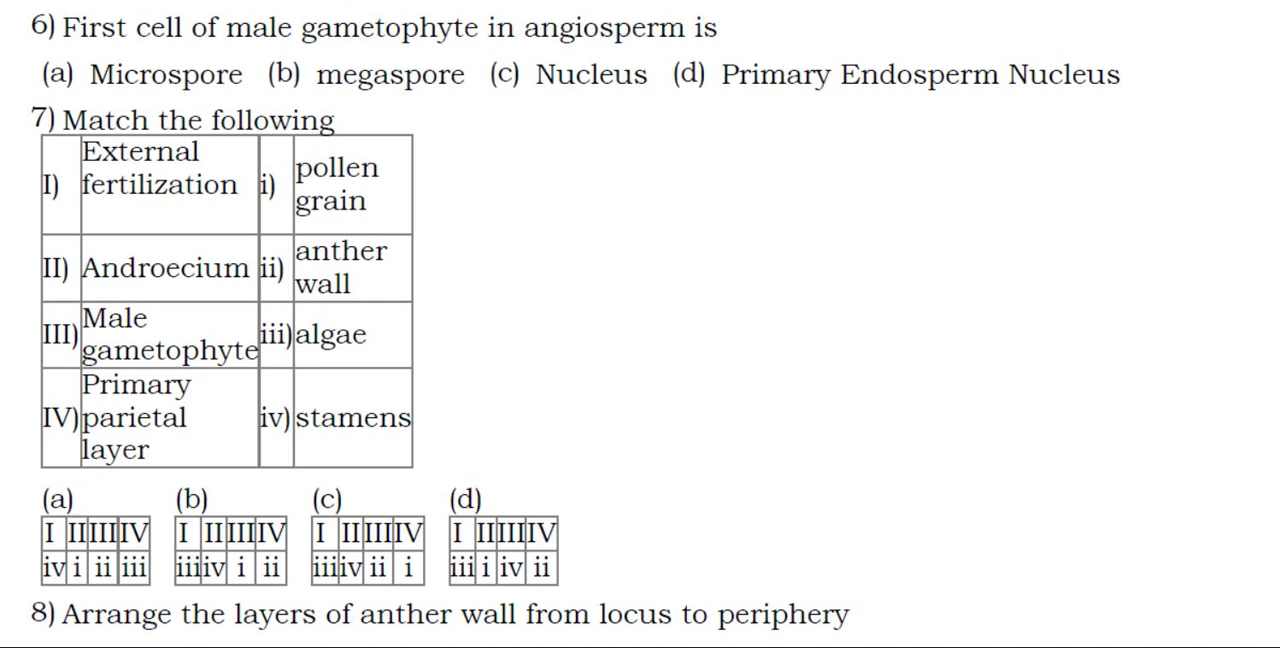 6) First cell of male gametophyte in angiosperm is
(a) Microspore (b) megaspore (c) Nucleus (d) Primary Endosperm Nucleus
7) Match the following
I) External fertilization i) pollen grain
II) Androecium ii) anther wall
III) Male gametophyte iii) algae
IV) Primary parietal layer iv) stamens
(a) (b) (c) (d)
I II III IV I II III IV I II III IV I II III IV
iv i ii iii iii iv i ii iii iv ii i iii i iv ii
8) Arrange the layers of anther wall from locus to periphery